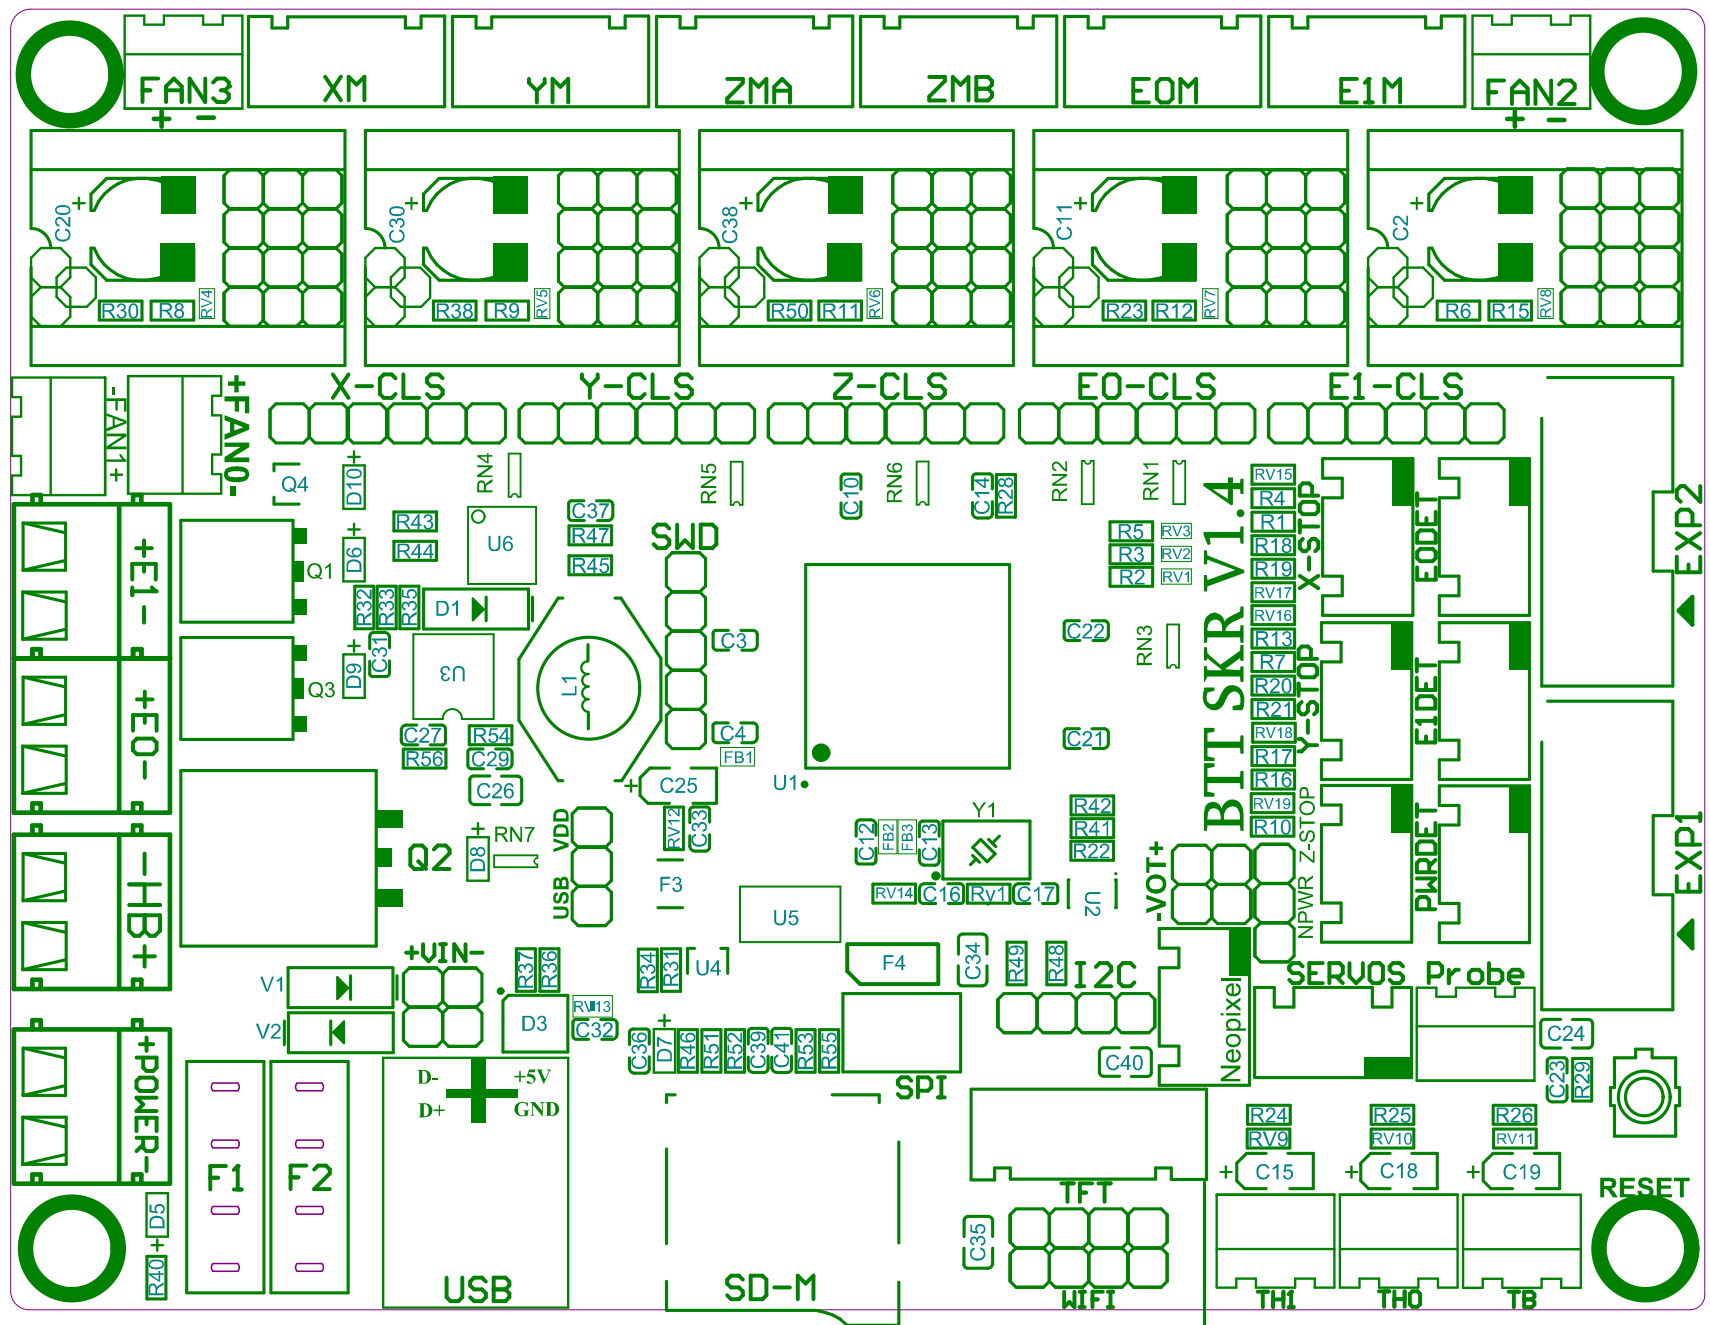 FAN3 XM YM ZMA ZMB E0M E1M FAN2
+ - + -
C20 + C30 + C38 + C11 + C2 +
R30 R8 RV4 R38 R9 RV5 R50 R11 RV6 R23 R12 RV7 R6 R15 RV8
X-CLS Y-CLS Z-CLS E0-CLS E1-CLS
-FAN1+
+FAN0-
Q4 D10 + RN4 RN5 C10 RN6 C14 R28 RN2 RN1 RV15
R4
R43 C37 R1
R44 U6 R47 SWD R5 RV3 R18
R45 R3 RV2 R19
D6 + Q1 R2 RV1 RV17
R32 R33 R35 D1 RV16
C31 C3 C22 RN3 R13
D9 + Q3 U3 L1 R7
R20
R21
C27 R54 C4 C21 RV18
R56 C29 FB1 R17
C26 + C25 U1 R16
BTT SKR V1.4
X-STOP
E0DET
EXP2
Y-STOP
E1DET
Z-STOP
NPWR
PWRDET
EXP1
+E1-
+E0-
-HB+
+POWER-
Q2 D8 + RN7 VDD RV12 C33 Y1 R42 RV19
USB F3 C12 FB2 FB3 C13 R41 R10
R22
U5 RV14 C16 Rv1 C17 U2 -VOT+
+VIN-
V1 R37 R36 R34 R31 U4 F4 C34 R49 R48 I2C SERVOS Probe
V2 D3 RV13 Neopixel C24
C32
C36 D7 + R46 R51 R52 C39 C41 R53 R55 C40 C23 R29
D- +5V SPI
D+ GND
R24 R25 R26
RV9 RV10 RV11
F1 F2 + C15 + C18 + C19
TFT RESET
D5 + C35
R40 USB SD-M WIFI TH1 TH0 TB